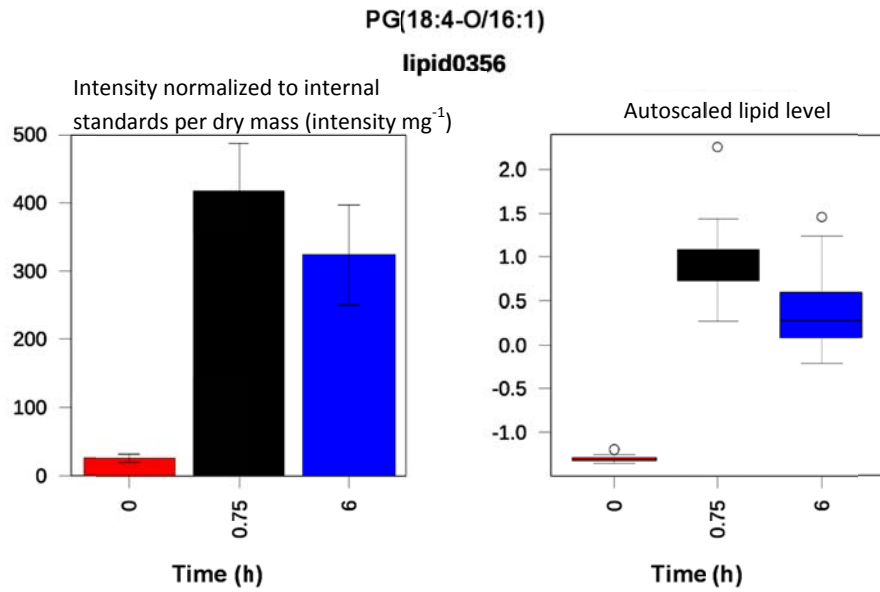 PG(18:4-O/16:1)
lipid0356
Intensity normalized to internal
standards per dry mass (intensity mg⁻¹)
500
400
300
200
100
0
0
0.75
6
Time (h)
Autoscaled lipid level
2.0
1.5
1.0
0.5
0.0
-0.5
-1.0
0
0.75
6
Time (h)